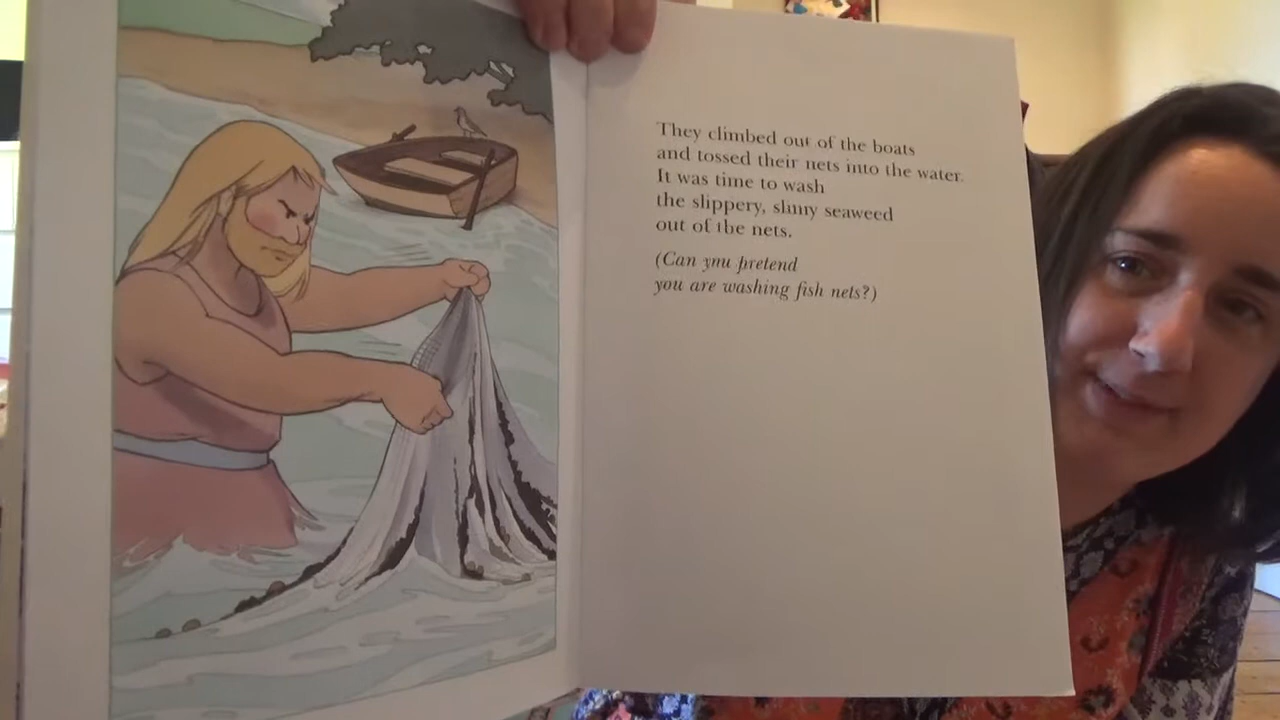 They climbed out of the boats
and tossed their nets into the water.
It was time to wash
the slippery, slimy seaweed
out of the nets.
(Can you pretend
you are washing fish nets?)